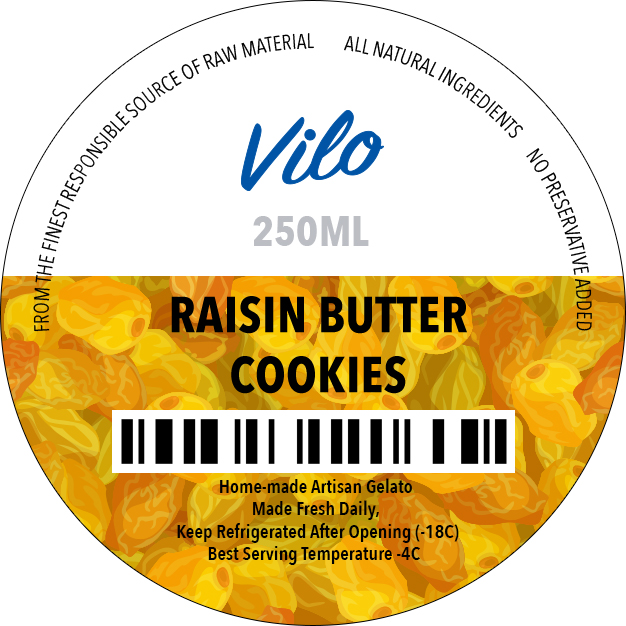 FROM THE FINEST RESPONSIBLE SOURCE OF RAW MATERIAL
ALL NATURAL INGREDIENTS
NO PRESERVATIVE ADDED
Vilo
250ML
RAISIN BUTTER
COOKIES
Home-made Artisan Gelato
Made Fresh Daily,
Keep Refrigerated After Opening (-18C)
Best Serving Temperature -4C